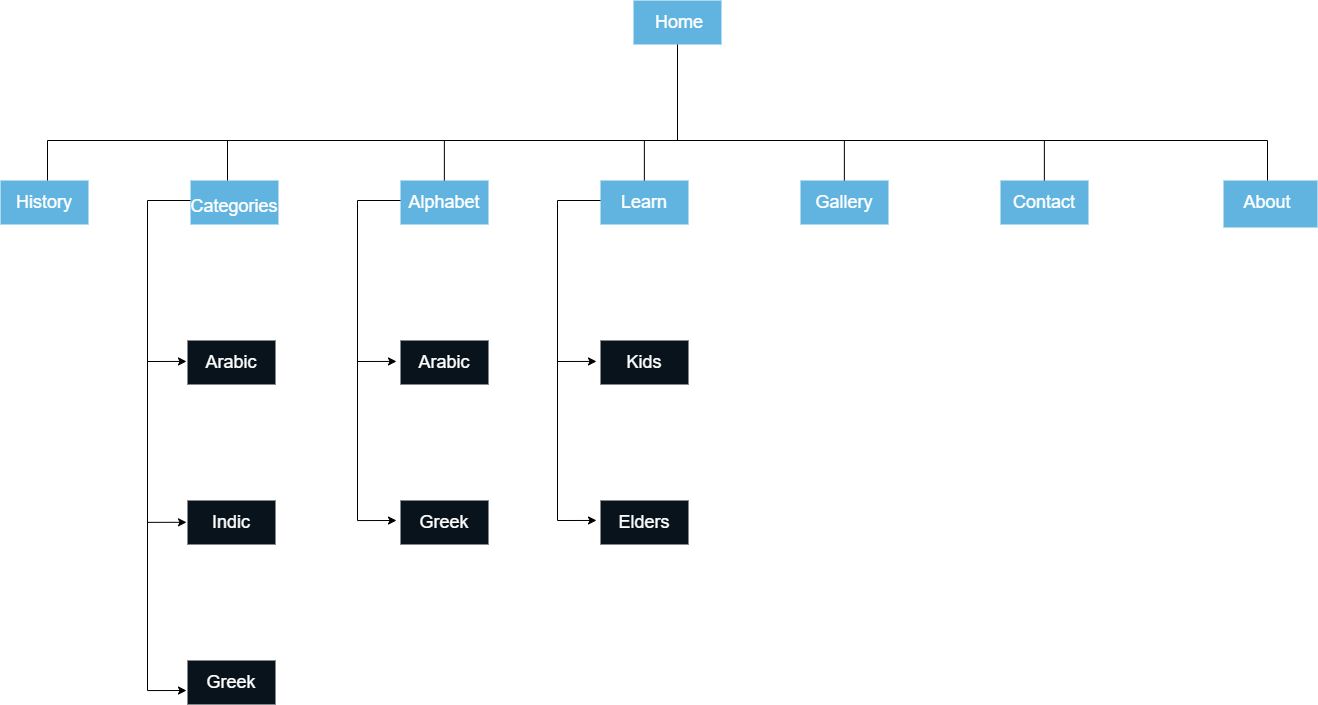 Home
History
Categories
Alphabet
Learn
Gallery
Contact
About
Arabic
Arabic
Kids
Indic
Greek
Elders
Greek